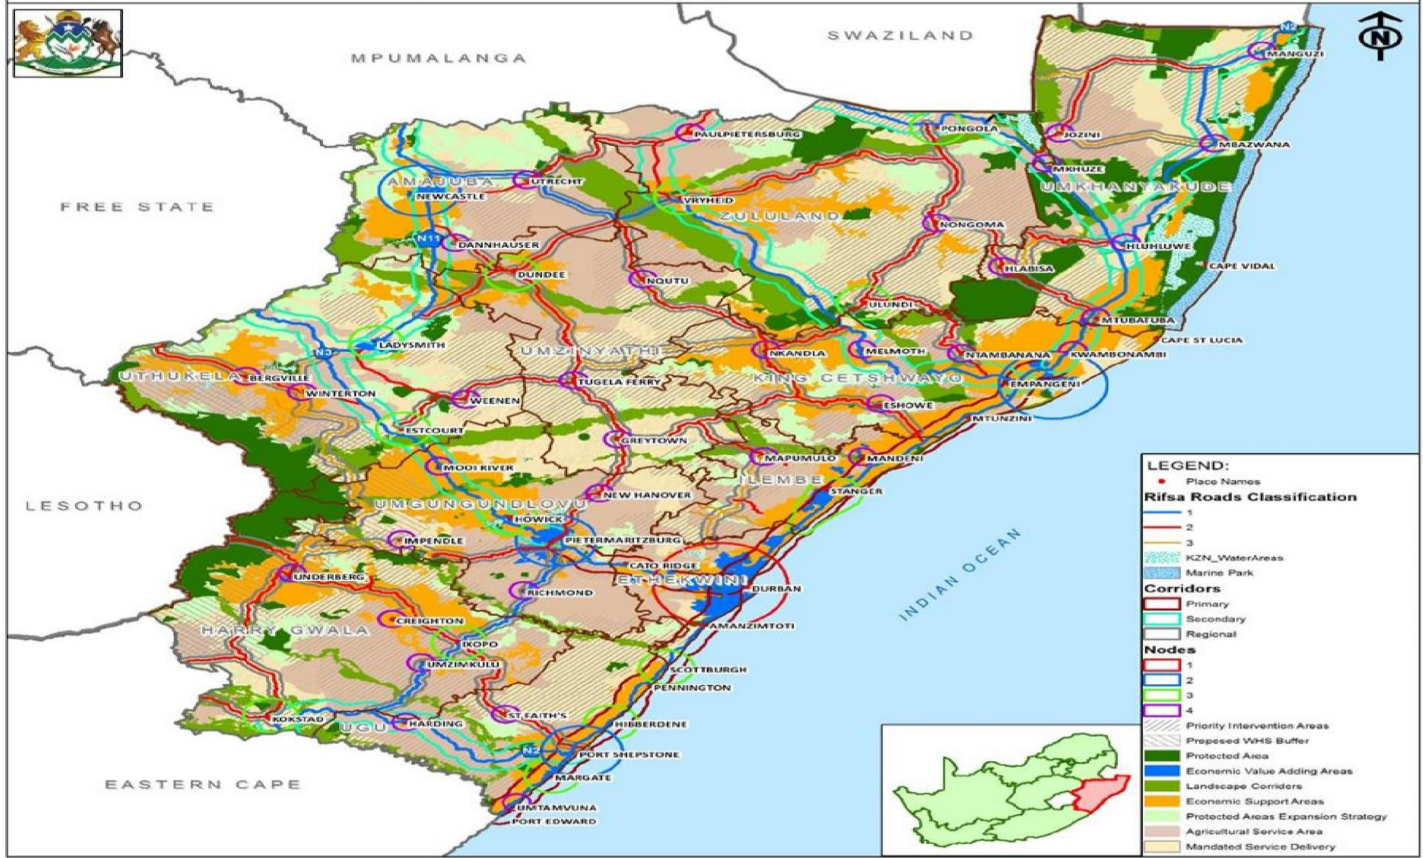 SWAZILAND
MPUMALANGA
FREE STATE
LESOTHO
EASTERN CAPE
INDIAN OCEAN
N
N2
MANGUZI
PAULPIETERSBURG
PONGOLA
JOZINI
MBAZWANA
MKHUZE
AMAJUBA
UTRECHT
NEWCASTLE
UMKHANYAKUDE
VRYHEID
ZULULAND
NONGOMA
N11
DANNHAUSER
HLUHLUWE
DUNDEE
NQUTU
HLABISA
CAPE VIDAL
ULUNDI
MTUBATUBA
N3
LADYSMITH
UMZINYATHI
NKANDLA
MELMOTH
NTAMBANANA
KWAMBONAMBI
CAPE ST LUCIA
UTHUKELA
BERGVILLE
WINTERTON
TUGELA FERRY
KING CETSHWAYO
EMPANGENI
WEENEN
ESHOWE
MTUNZINI
ESTCOURT
GREYTOWN
MOOI RIVER
MAPUMULO
MANDENI
ILEMBE
STANGER
UMGUNGUNDLOVU
NEW HANOVER
HOWICK
IMPENDLE
PIETERMARITZBURG
CATO RIDGE
ETHEKWINI
DURBAN
UNDERBERG
RICHMOND
AMANZIMTOTI
CREIGHTON
HARRY GWALA
IXOPO
UMZIMKULU
SCOTTBURGH
PENNINGTON
KOKSTAD
UGU
HARDING
ST.FAITH'S
HIBBERDENE
N2
PORT SHEPSTONE
MARGATE
UMTAMVUNA
PORT EDWARD
LEGEND:
Place Names
Rifsa Roads Classification
1
2
3
KZN_WaterAreas
Marine Park
Corridors
Primary
Secondary
Regional
Nodes
1
2
3
4
Priority Intervention Areas
Proposed WHS Buffer
Protected Area
Economic Value Adding Areas
Landscape Corridors
Economic Support Areas
Protected Areas Expansion Strategy
Agricultural Service Area
Mandated Service Delivery